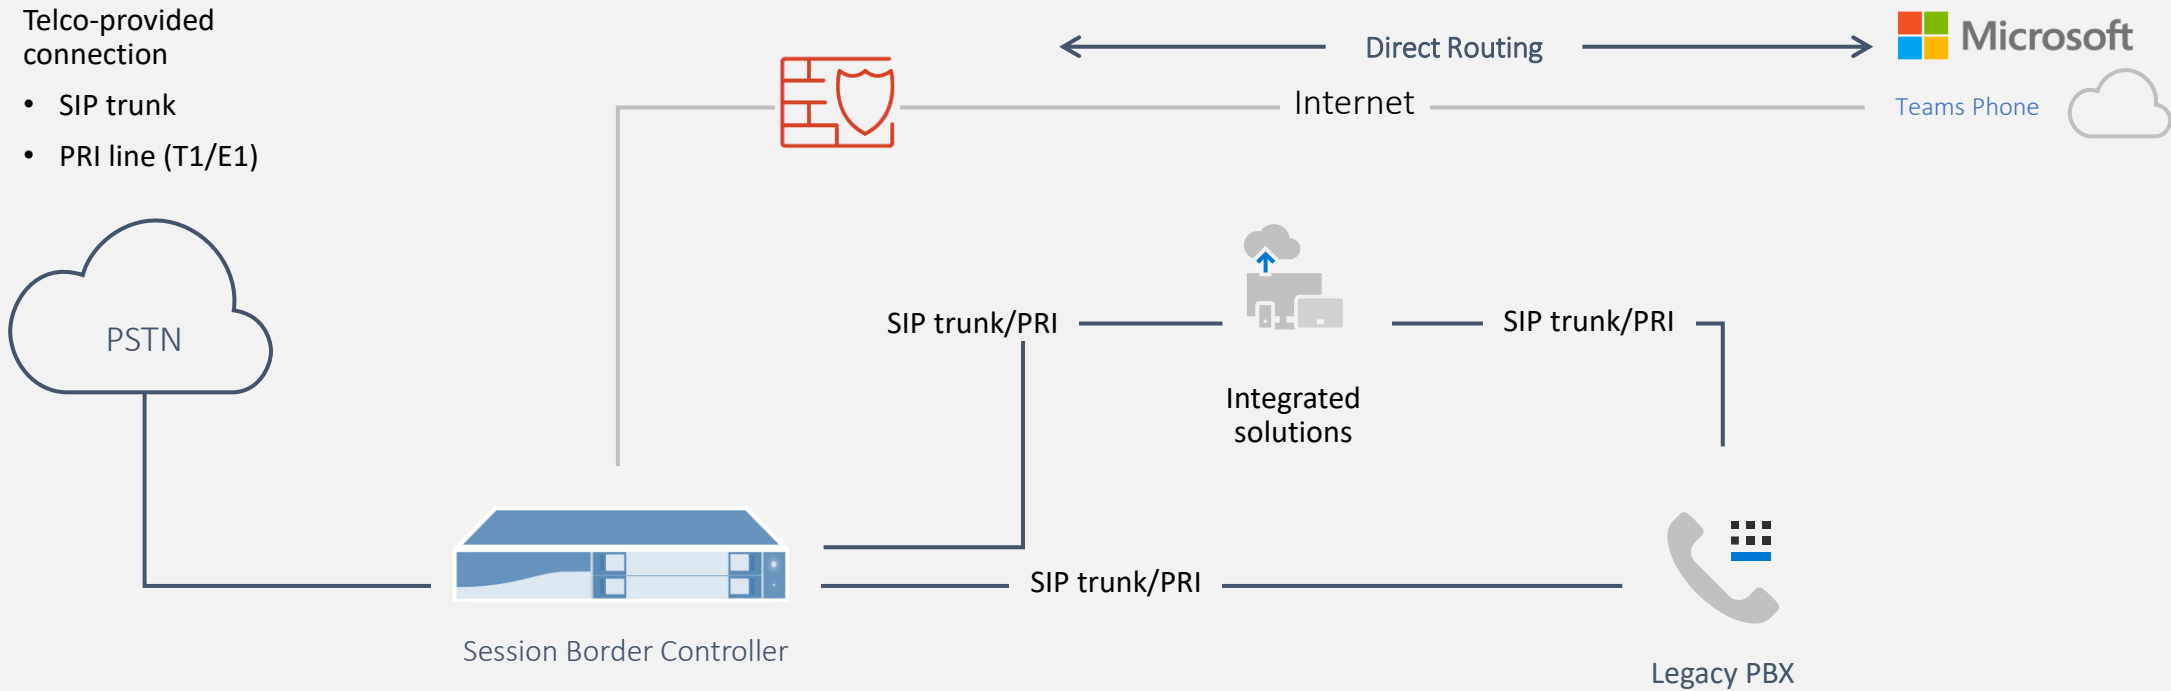 Telco-provided
connection
• SIP trunk
• PRI line (T1/E1)
Direct Routing
Microsoft
Internet
Teams Phone
PSTN
SIP trunk/PRI
SIP trunk/PRI
Integrated
solutions
SIP trunk/PRI
Session Border Controller
Legacy PBX